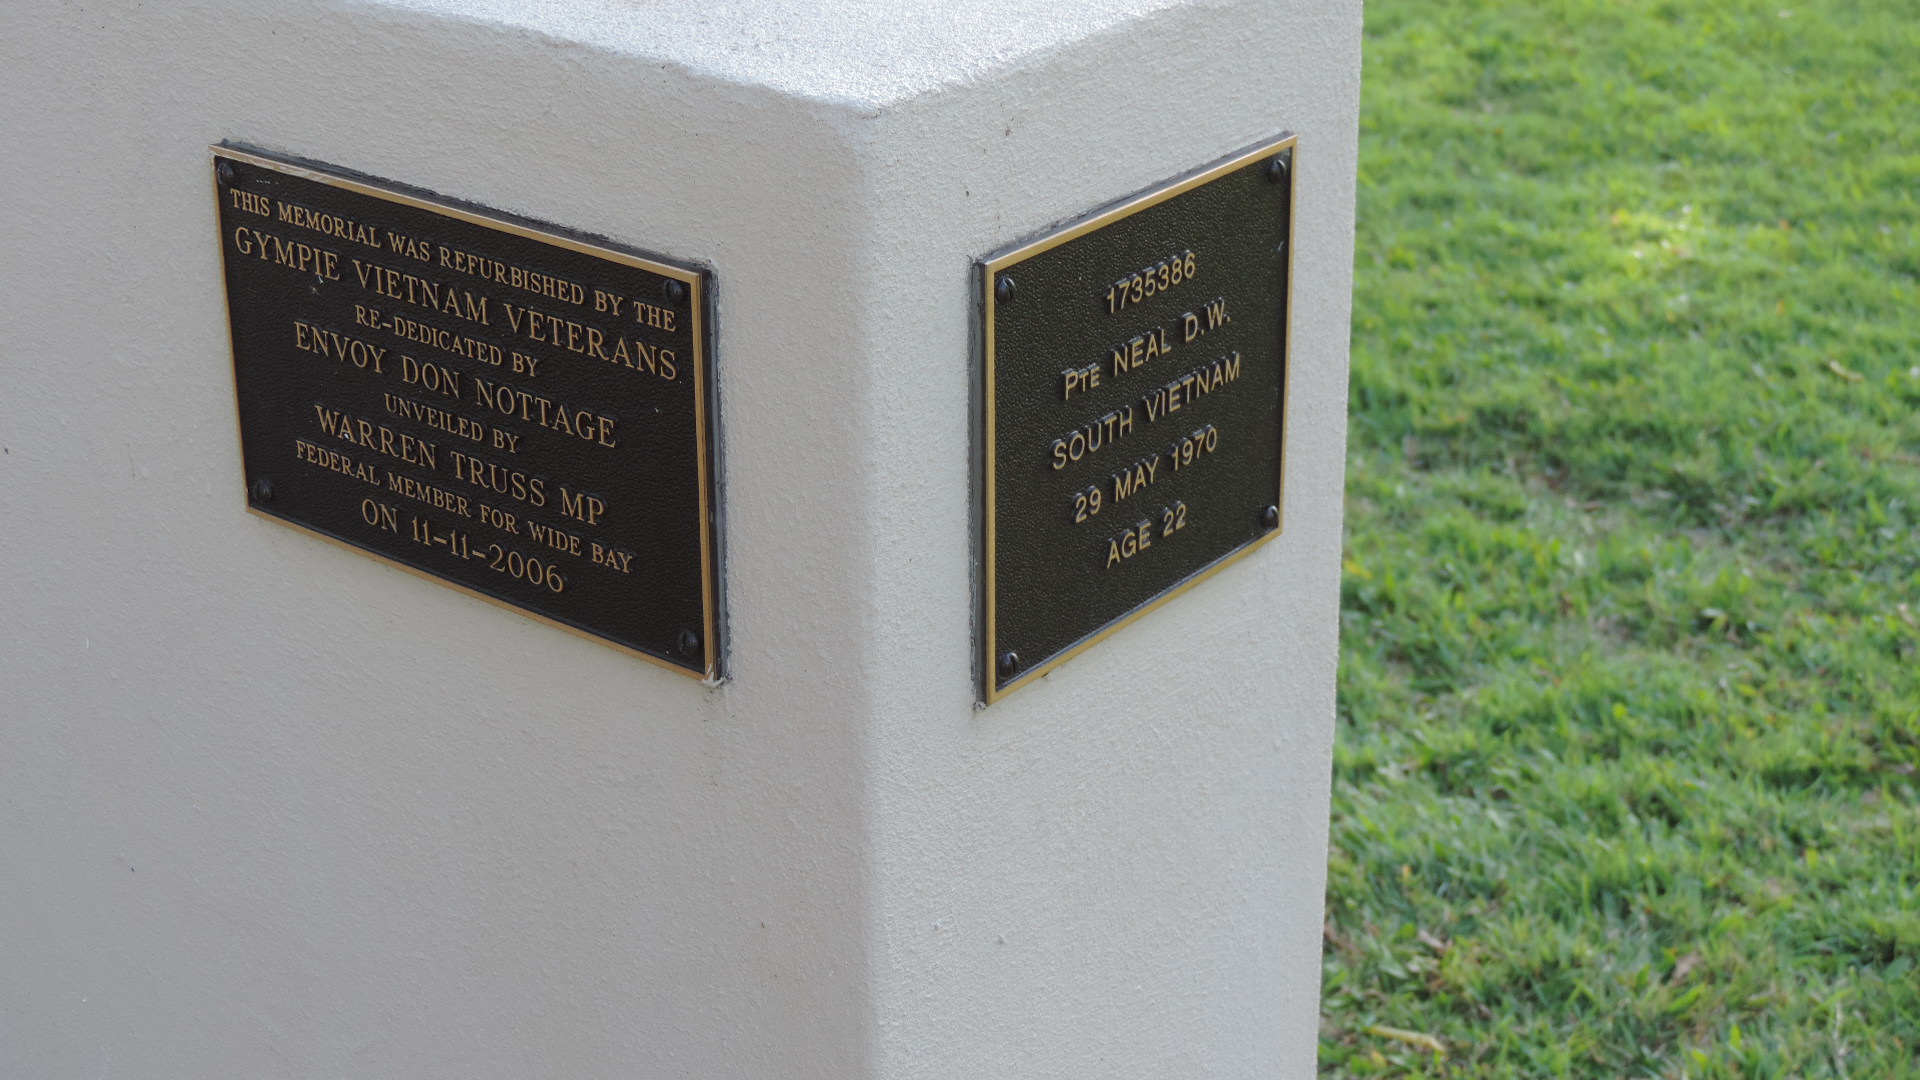 THIS MEMORIAL WAS REFURBISHED BY THE
GYMPIE VIETNAM VETERANS
RE-DEDICATED BY
ENVOY DON NOTTAGE
UNVEILED BY
WARREN TRUSS MP
FEDERAL MEMBER FOR WIDE BAY
ON 11-11-2006
1735386
PTE NEAL D.W.
SOUTH VIETNAM
29 MAY 1970
AGE 22